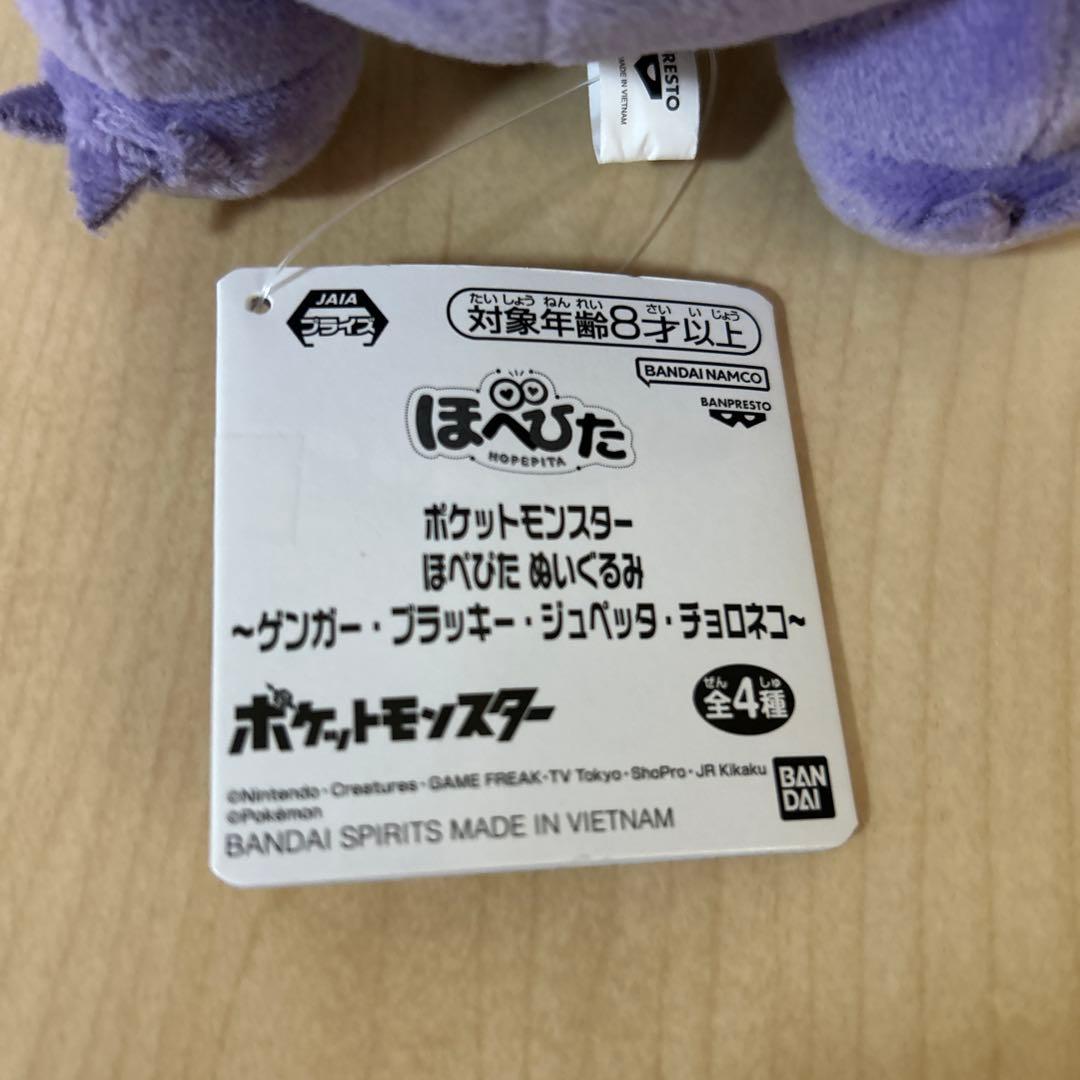 PRESTO
MADE IN VIETNAM
JAIA
プライズ
たいしょうねんれい さいいじょう
対象年齢8才以上
BANDAI NAMCO
BANPRESTO
ほぺぴた
HOPEPITA
ポケットモンスター
ほぺぴた ぬいぐるみ
~ゲンガー・ブラッキー・ジュペッタ・チョロネコ~
ぜん しゅ
全4種
ポケットモンスター
©Nintendo・Creatures・GAME FREAK・TV Tokyo・ShoPro・JR Kikaku
©Pokémon
BANDAI SPIRITS MADE IN VIETNAM
BAN
DAI